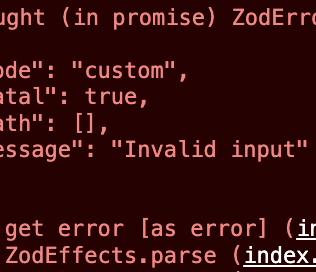 ught (in promise) ZodErro
ode": "custom",
atal": true,
ath": [],
essage": "Invalid input"
get error [as error] (in
ZodEffects.parse (index.